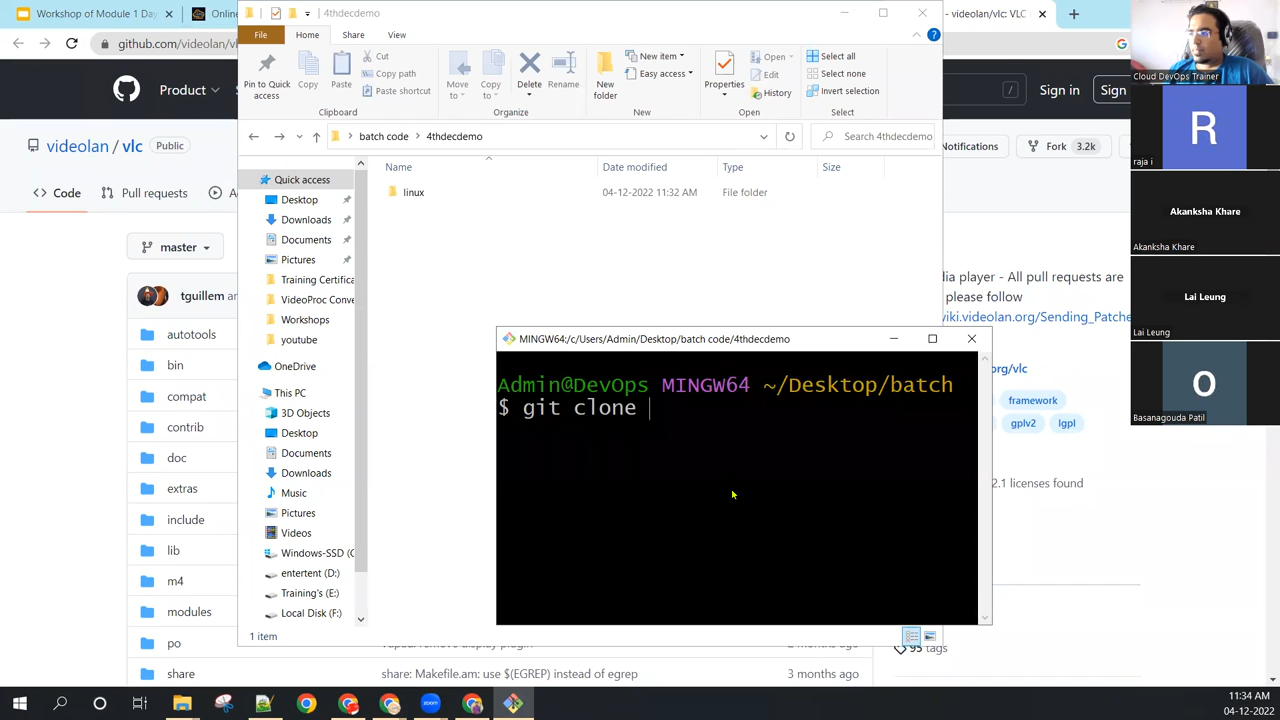 Workshop Module 1 Day
Online
4thdecdemo
- videolan/vlc: VLC
github.com/videolan/v
File
Home
Share
View
Pin to Quick access
Copy
Paste
Cut
Copy path
Paste shortcut
Move to
Copy to
Delete
Rename
New folder
New item
Easy access
Properties
Open
Edit
History
Select all
Select none
Invert selection
Organize
New
Open
Select
Product
Sign in
Sign
batch code
4thdecdemo
Search 4thdecdemo
videolan / vlc
Public
Notifications
Fork 3.2k
Name
Date modified
Type
Size
linux
04-12-2022 11:32 AM
File folder
Code
Pull requests
A
master
tguillem an
autotools
bin
compat
contrib
doc
extras
include
lib
m4
modules
po
share
Quick access
Desktop
Downloads
Documents
Pictures
Training Certifica
VideoProc Conve
Workshops
youtube
OneDrive
This PC
3D Objects
Desktop
Documents
Downloads
Music
Pictures
Videos
Windows-SSD (C
entertent (D:)
Training's (E:)
Local Disk (F:)
1 item
dia player - All pull requests are
please follow
wiki.videolan.org/Sending_Patche
org/vlc
framework
gplv2
lgpl
2.1 licenses found
95 tags
MINGW64:/c/Users/Admin/Desktop/batch code/4thdecdemo
Admin@DevOps MINGW64 ~/Desktop/batch
$ git clone
share: Makefile.am: use $(EGREP) instead of egrep
3 months ago
Cloud DevOps Trainer
R
raja i
Akanksha Khare
Akanksha Khare
Lai Leung
Lai Leung
O
Basanagouda Patil
11:34 AM
04-12-2022